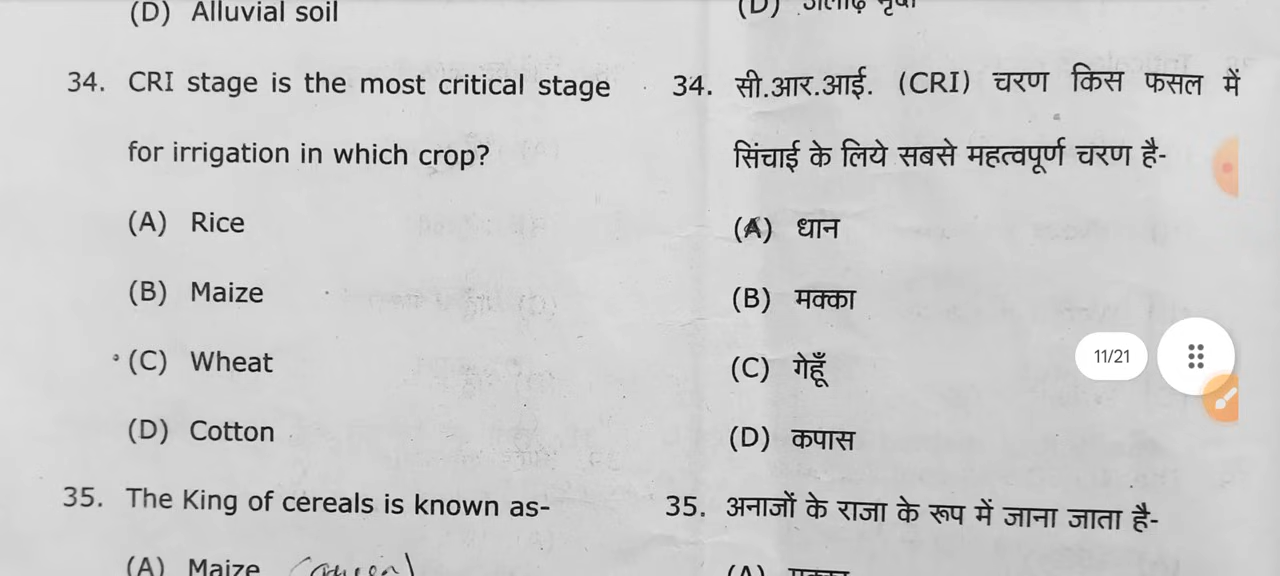 (D) Alluvial soil
34. CRI stage is the most critical stage
for irrigation in which crop?
(A) Rice
(B) Maize
(C) Wheat
(D) Cotton
35. The King of cereals is known as-
(A) Maize
(D) जलोढ़ मृदा
34. सी.आर.आई. (CRI) चरण किस फसल में
सिंचाई के लिये सबसे महत्वपूर्ण चरण है-
(A) धान
(B) मक्का
(C) गेहूँ
(D) कपास
35. अनाजों के राजा के रूप में जाना जाता है-
(A) मक्का
11/21